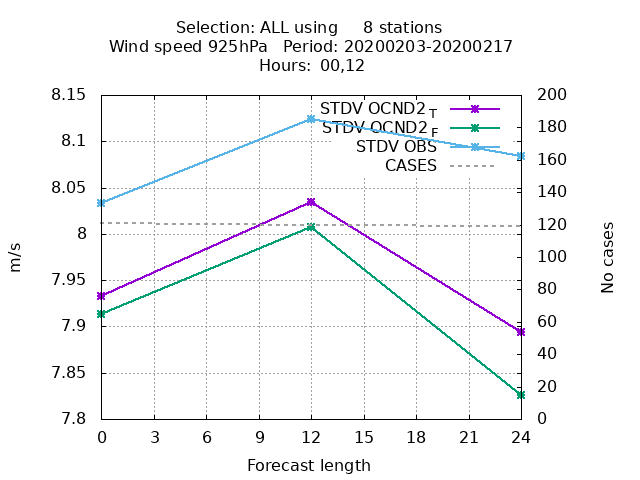 Selection: ALL using     8 stations
Wind speed 925hPa   Period: 20200203-20200217
Hours: 00,12
STDV OCND2 T
STDV OCND2 F
STDV OBS
CASES
8.15
8.1
8.05
8
7.95
7.9
7.85
7.8
m/s
200
180
160
140
120
100
80
60
40
20
0
No cases
0 3 6 9 12 15 18 21 24
Forecast length